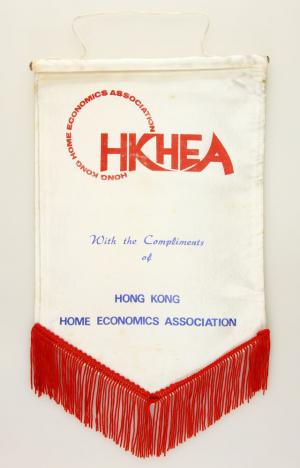 HONG KONG HOME ECONOMICS ASSOCIATION
HKHEA
With the Compliments
of
HONG KONG
HOME ECONOMICS ASSOCIATION